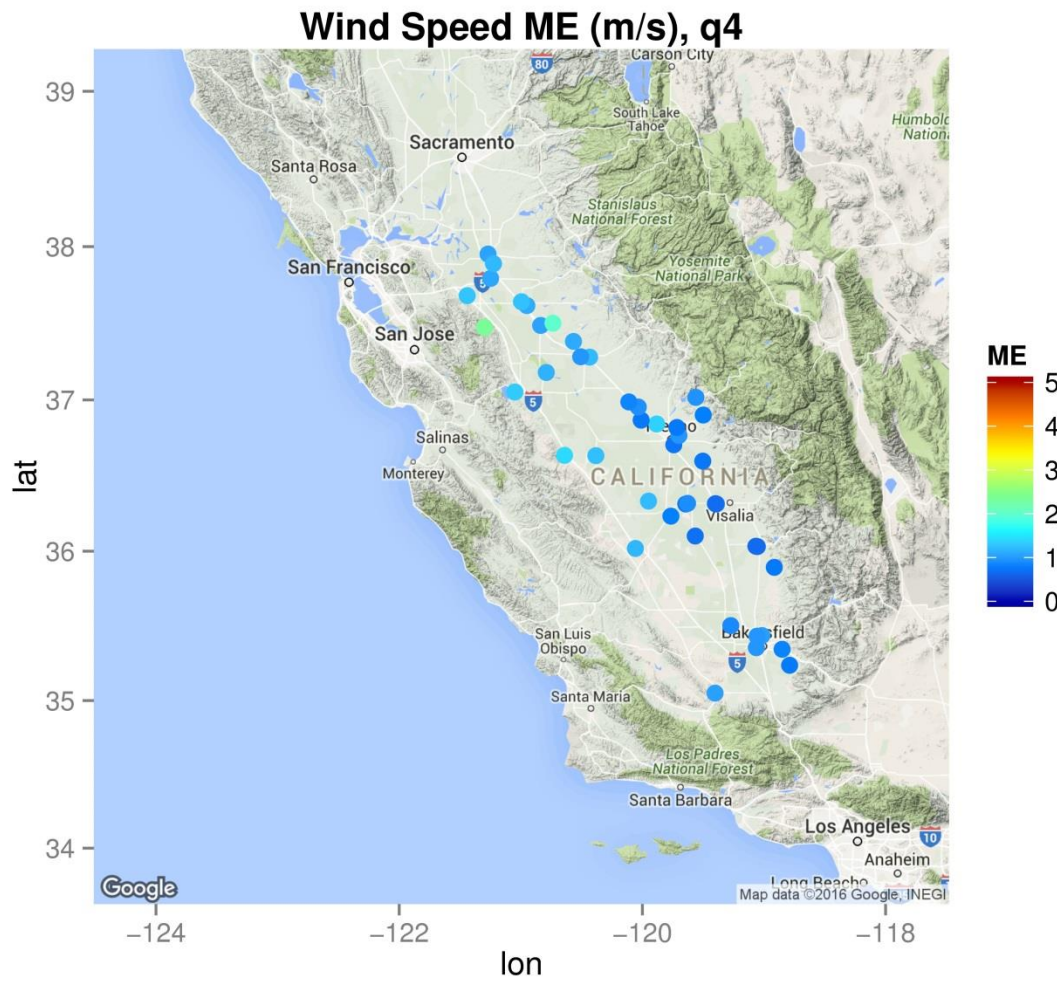 Wind Speed ME (m/s), q4
39
38
37
36
35
34
lat
80
Carson City
South Lake
Tahoe
Humbol
Nation
Sacramento
Santa Rosa
Stanislaus
National Forest
San Francisco
Yosemite
National Park
5
San Jose
5
Fresno
Salinas
Monterey
CALIFORNIA
Visalia
San Luis
Obispo
Bakersfield
5
Santa Maria
Los Padres
National Forest
Santa Barbara
Los Angeles
10
Anaheim
Long Beach
Google
Map data ©2016 Google, INEGI
−124
−122
−120
−118
lon
ME
5
4
3
2
1
0